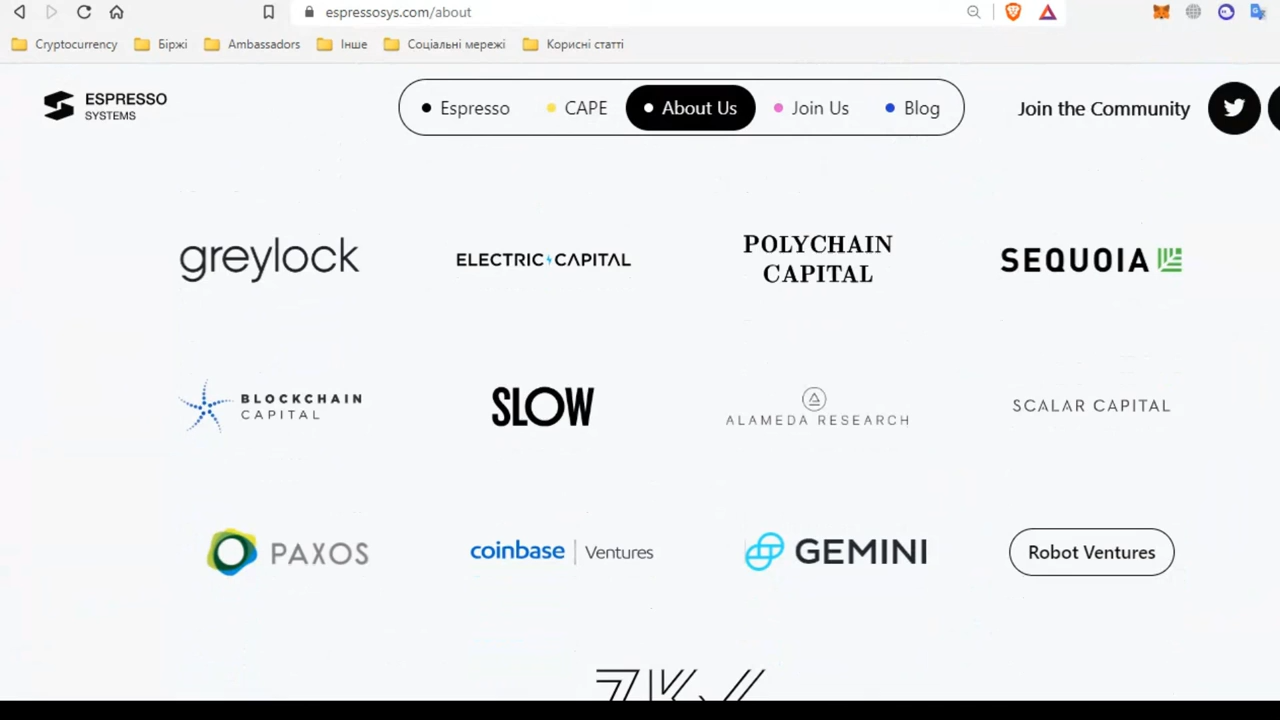 espressosys.com/about
Cryptocurrency Біржі Ambassadors Інше Соціальні мережі Корисні статті
ESPRESSO
SYSTEMS
Espresso CAPE About Us Join Us Blog
Join the Community
greylock
ELECTRIC CAPITAL
POLYCHAIN
CAPITAL
SEQUOIA
BLOCKCHAIN
CAPITAL
SLOW
ALAMEDA RESEARCH
SCALAR CAPITAL
PAXOS
coinbase Ventures
GEMINI
Robot Ventures